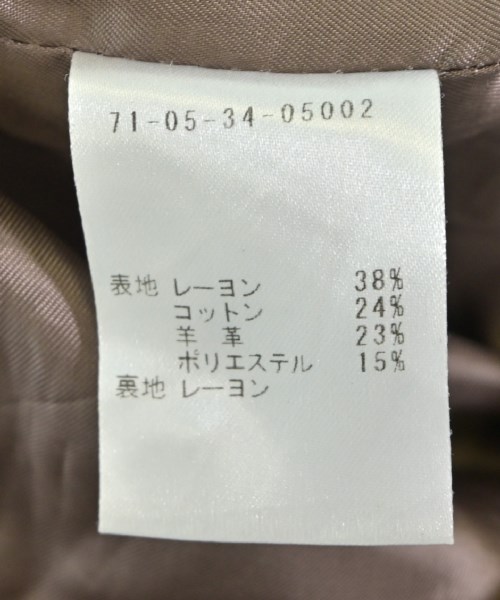 71-05-34-05002
表地 レーヨン 38%
コットン 24%
羊 革 23%
ポリエステル 15%
裏地 レーヨン